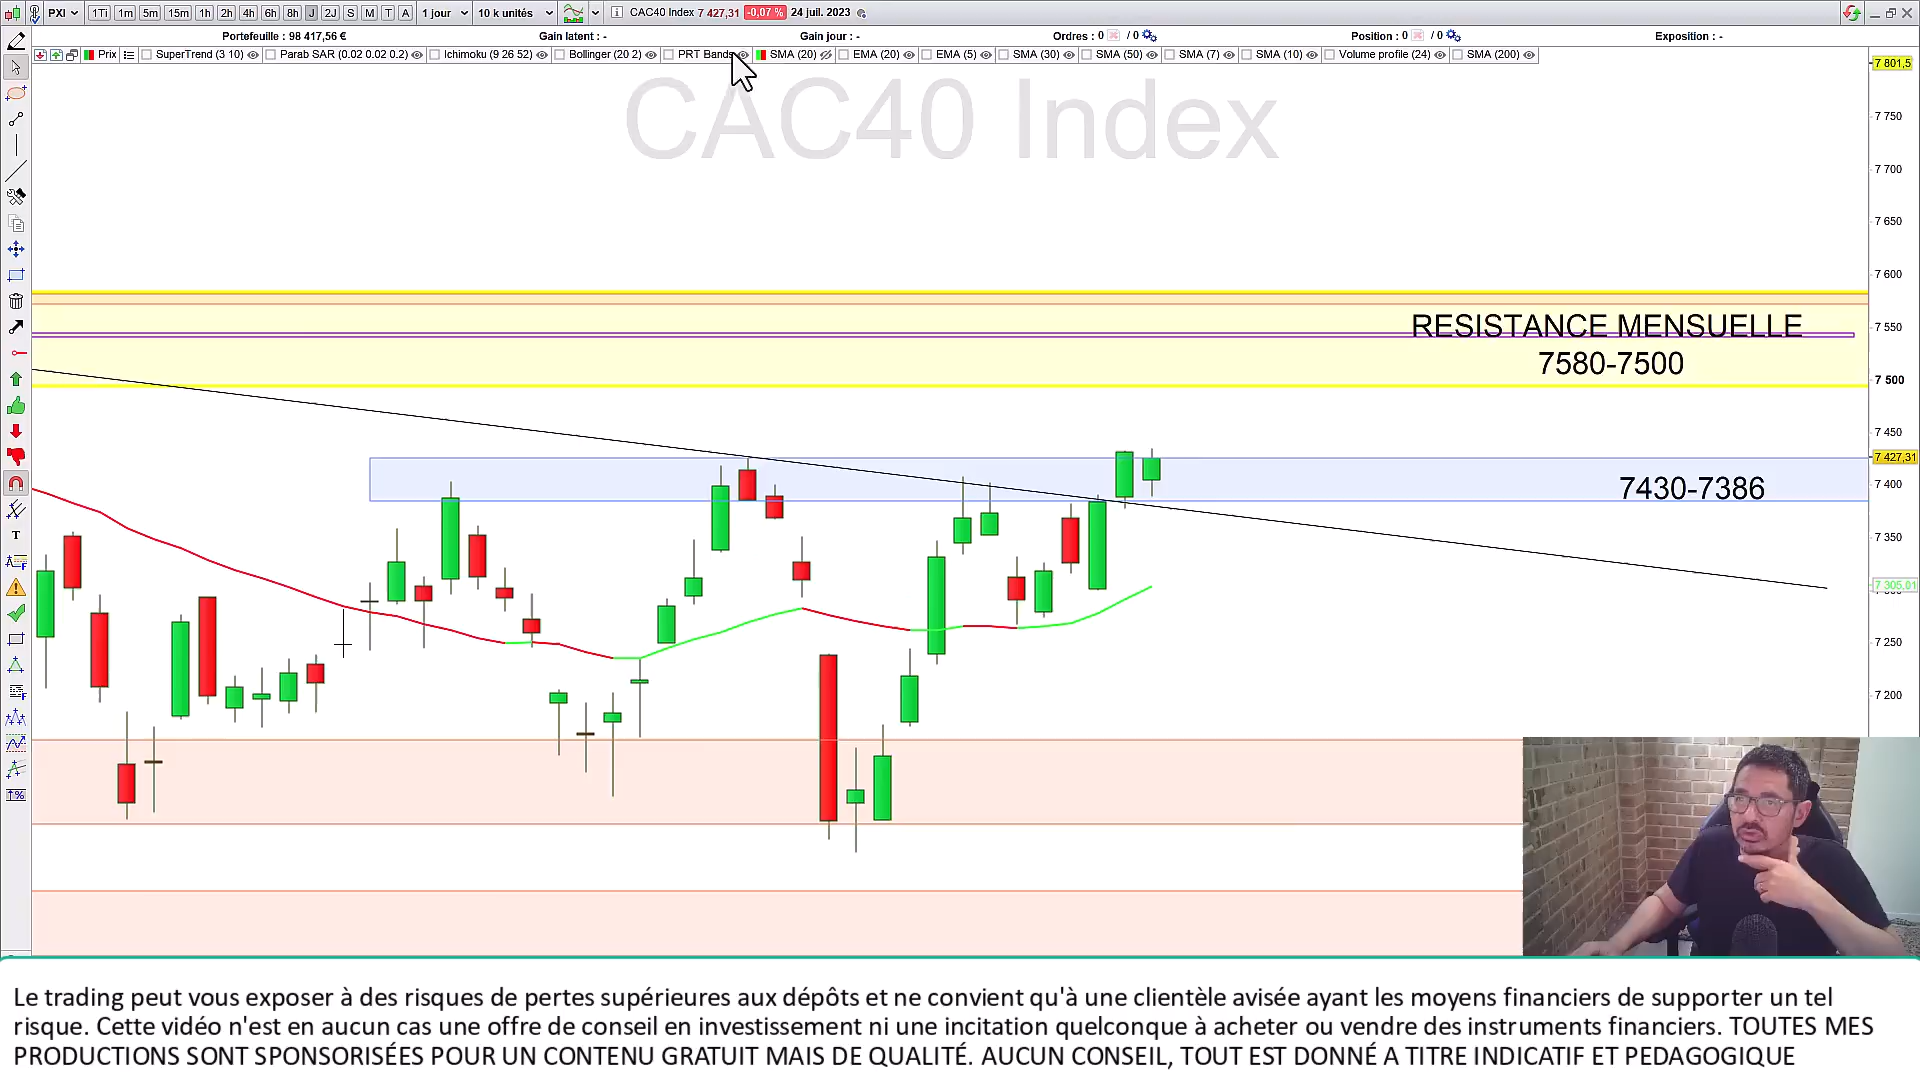 PXI 1Ti 1m 5m 15m 1h 2h 4h 6h 8h J 2J S M T A 1 jour 10 k unités CAC40 Index 7 427,31 -0,07 % 24 juil. 2023
Portefeuille : 98 417,56 € Gain latent : - Gain jour : - Ordres : 0 / 0 Position : 0 / 0 Exposition : -
Prix SuperTrend (3 10) Parab SAR (0.02 0.02 0.2) Ichimoku (9 26 52) Bollinger (20 2) PRT Bands SMA (20) EMA (20) EMA (5) SMA (30) SMA (50) SMA (7) SMA (10) Volume profile (24) SMA (200)
7 801,5
CAC40 Index
7 750
7 700
7 650
7 600
RESISTANCE MENSUELLE
7 550
7580-7500
7 500
7 450
7 427,31
7430-7386
7 400
7 350
7 305,01
7 250
7 200
Le trading peut vous exposer à des risques de pertes supérieures aux dépôts et ne convient qu'à une clientèle avisée ayant les moyens financiers de supporter un tel
risque. Cette vidéo n'est en aucun cas une offre de conseil en investissement ni une incitation quelconque à acheter ou vendre des instruments financiers. TOUTES MES
PRODUCTIONS SONT SPONSORISÉES POUR UN CONTENU GRATUIT MAIS DE QUALITÉ. AUCUN CONSEIL, TOUT EST DONNÉ A TITRE INDICATIF ET PEDAGOGIQUE